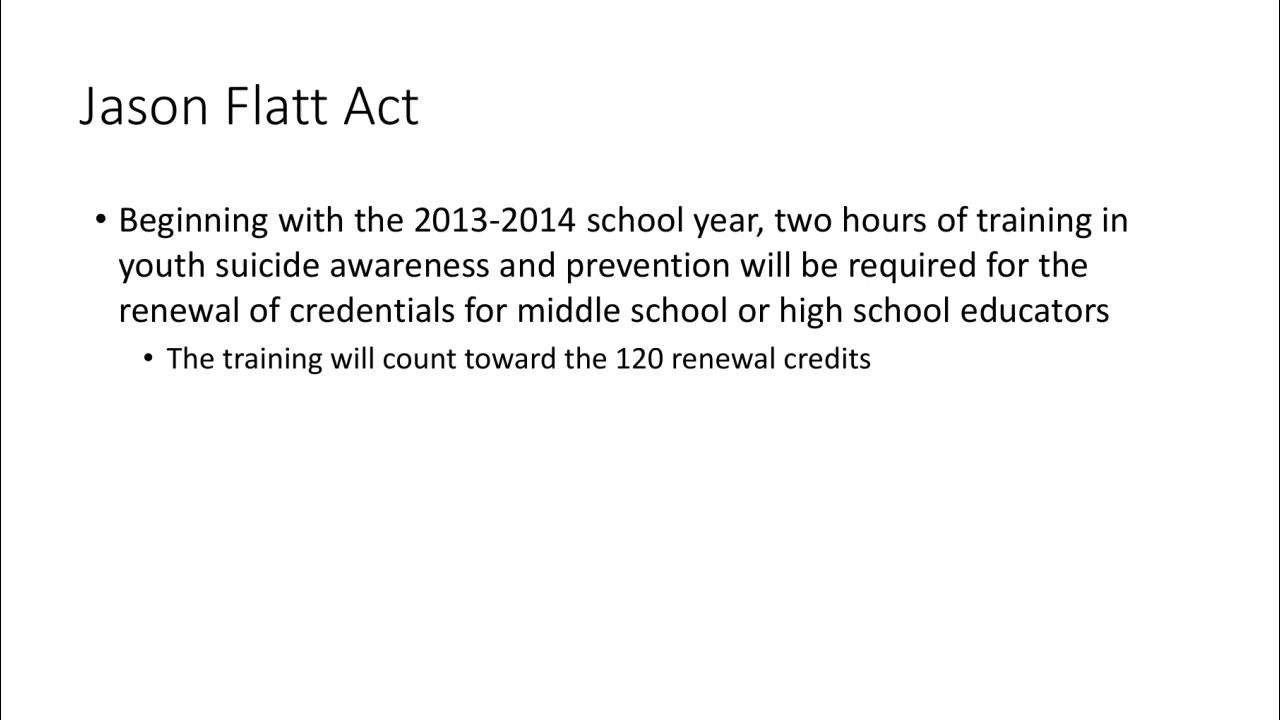 Jason Flatt Act
• Beginning with the 2013-2014 school year, two hours of training in
youth suicide awareness and prevention will be required for the
renewal of credentials for middle school or high school educators
• The training will count toward the 120 renewal credits